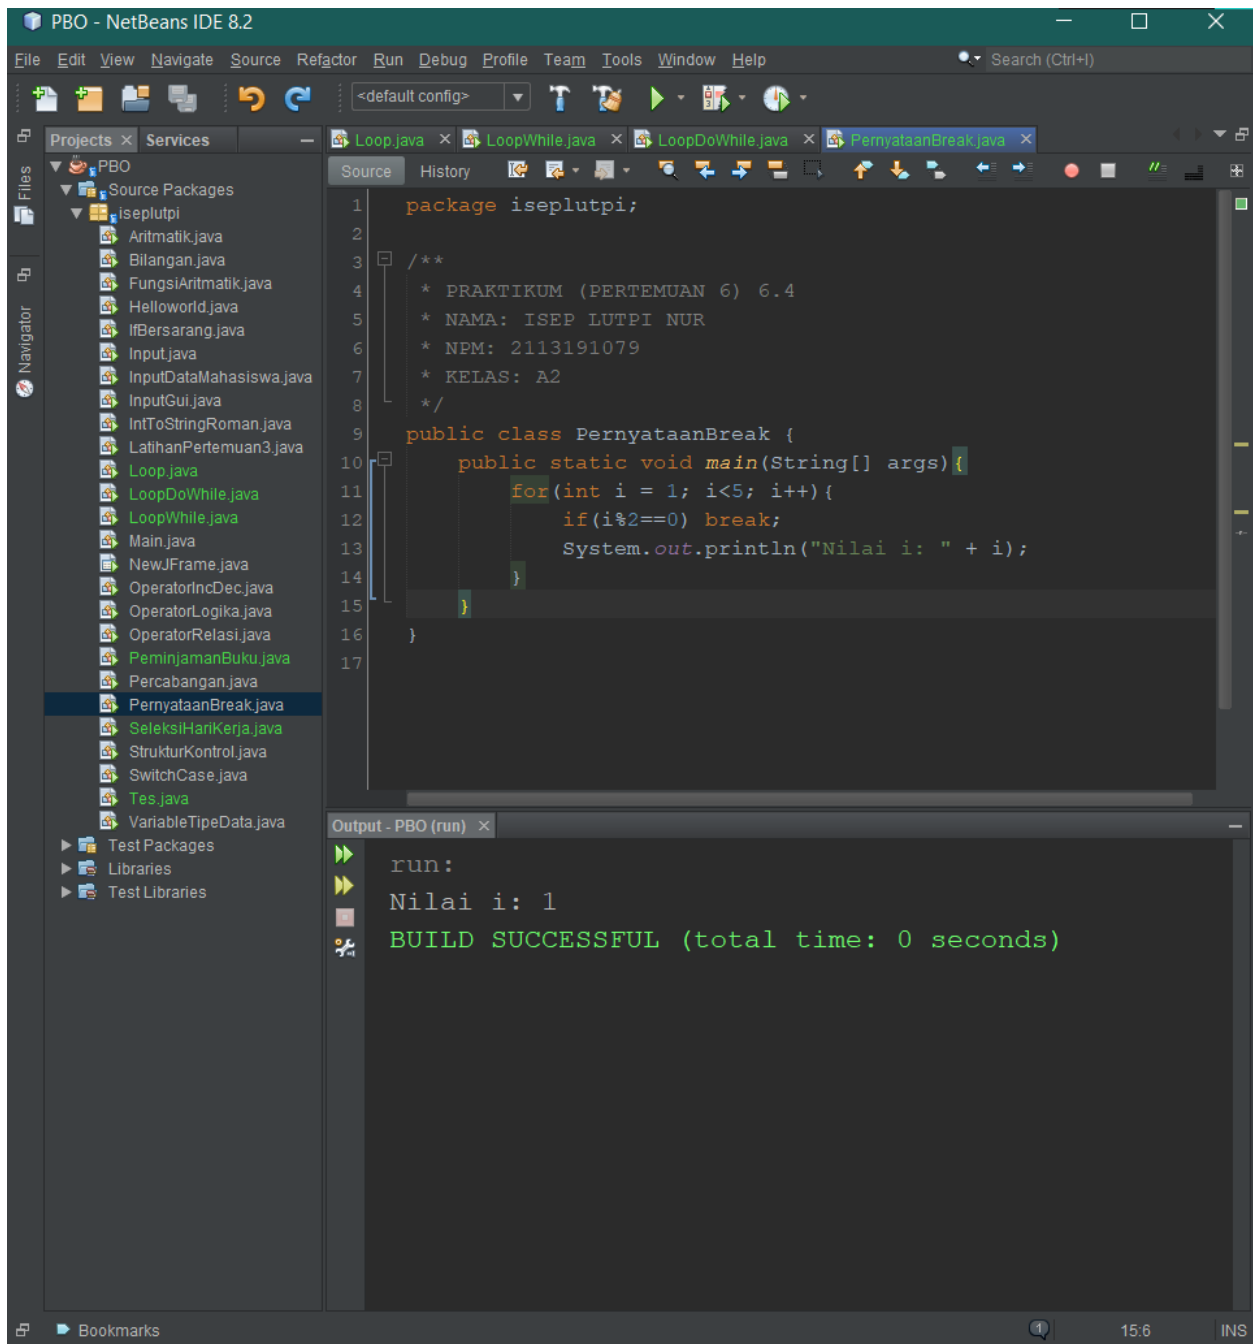 PBO - NetBeans IDE 8.2
File Edit View Navigate Source Refactor Run Debug Profile Team Tools Window Help
Search (Ctrl+I)
<default config>
Projects Services
Loop.java LoopWhile.java LoopDoWhile.java PernyataanBreak.java
Files
Navigator
PBO
Source Packages
iseplutpi
Aritmatik.java
Bilangan.java
FungsiAritmatik.java
Helloworld.java
IfBersarang.java
Input.java
InputDataMahasiswa.java
InputGui.java
IntToStringRoman.java
LatihanPertemuan3.java
Loop.java
LoopDoWhile.java
LoopWhile.java
Main.java
NewJFrame.java
OperatorIncDec.java
OperatorLogika.java
OperatorRelasi.java
PeminjamanBuku.java
Percabangan.java
PernyataanBreak.java
SeleksiHariKerja.java
StrukturKontrol.java
SwitchCase.java
Tes.java
VariableTipeData.java
Test Packages
Libraries
Test Libraries
Source History
1 package iseplutpi;
2
3 /**
4 * PRAKTIKUM (PERTEMUAN 6) 6.4
5 * NAMA: ISEP LUTPI NUR
6 * NPM: 2113191079
7 * KELAS: A2
8 */
9 public class PernyataanBreak {
10 public static void main(String[] args){
11 for(int i = 1; i<5; i++){
12 if(i%2==0) break;
13 System.out.println("Nilai i: " + i);
14 }
15 }
16 }
17
Output - PBO (run)
run:
Nilai i: 1
BUILD SUCCESSFUL (total time: 0 seconds)
Bookmarks
1
15:6
INS